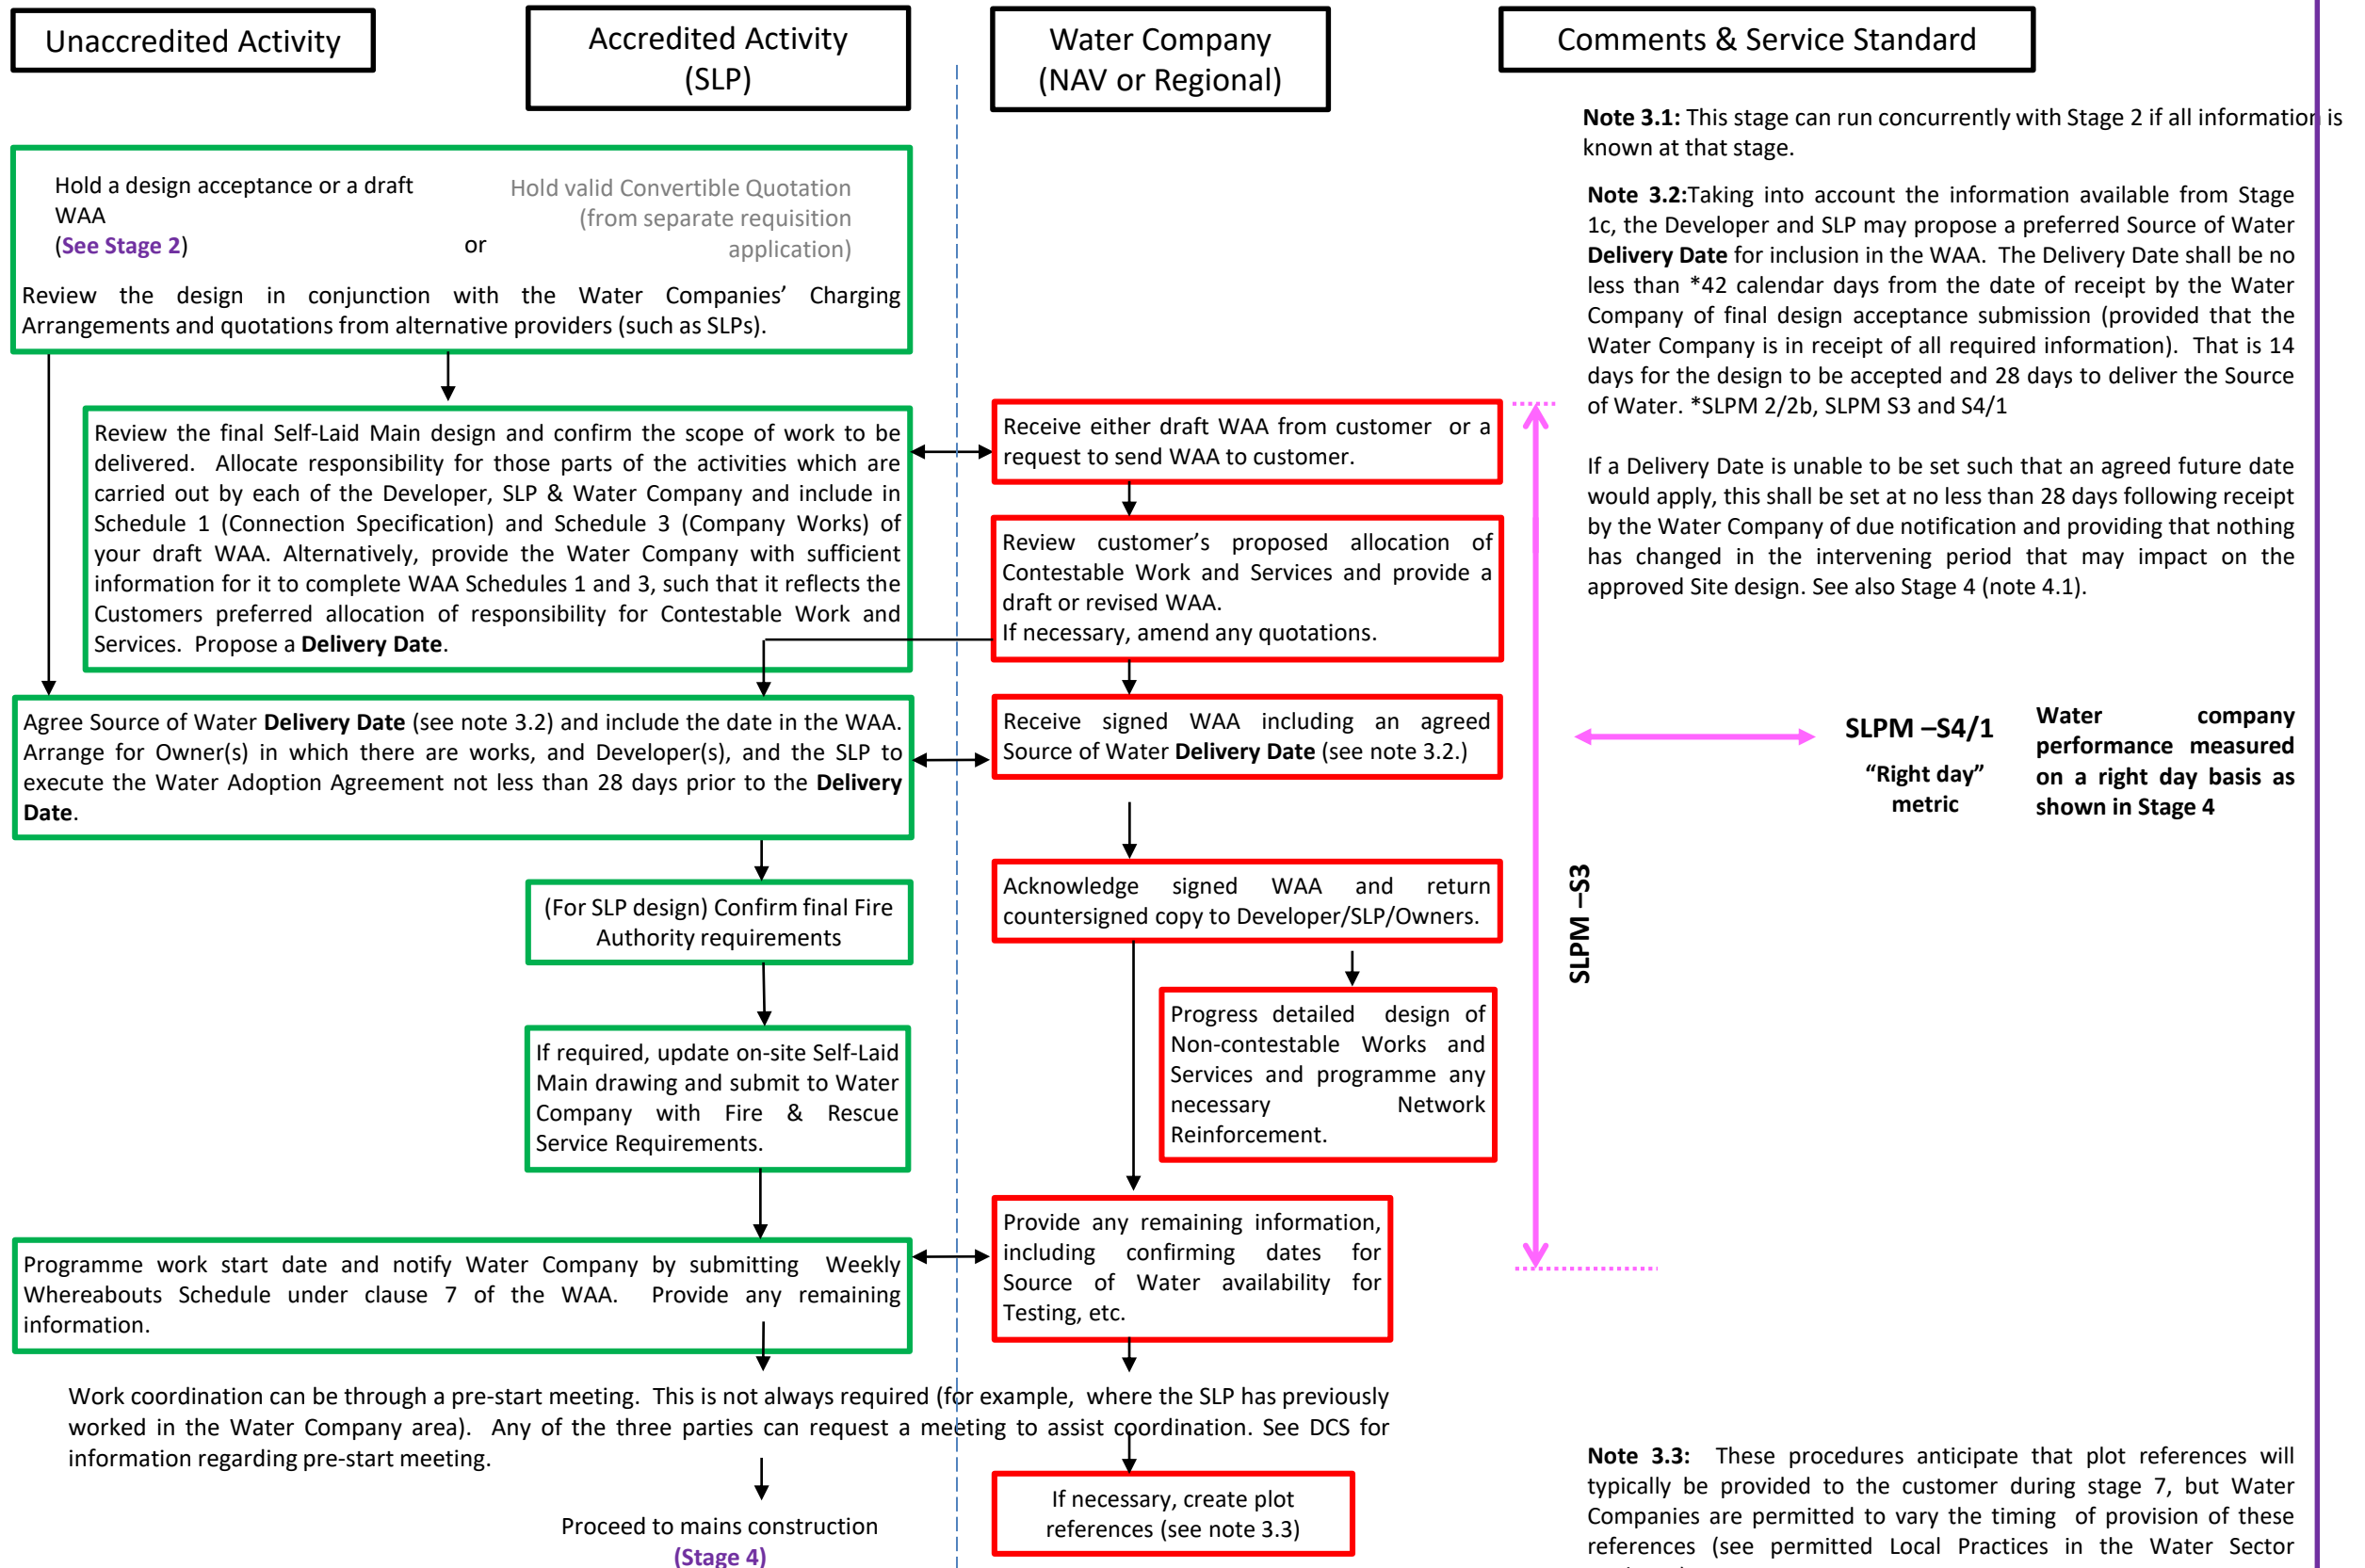 Unaccredited Activity
Accredited Activity
(SLP)
Water Company
(NAV or Regional)
Comments & Service Standard
Note 3.1: This stage can run concurrently with Stage 2 if all information is
known at that stage.
Hold a design acceptance or a draft
WAA
(See Stage 2)
or
Hold valid Convertible Quotation
(from separate requisition
application)
Review the design in conjunction with the Water Companies’ Charging
Arrangements and quotations from alternative providers (such as SLPs).
Note 3.2:Taking into account the information available from Stage
1c, the Developer and SLP may propose a preferred Source of Water
Delivery Date for inclusion in the WAA. The Delivery Date shall be no
less than *42 calendar days from the date of receipt by the Water
Company of final design acceptance submission (provided that the
Water Company is in receipt of all required information). That is 14
days for the design to be accepted and 28 days to deliver the Source
of Water. *SLPM 2/2b, SLPM S3 and S4/1
If a Delivery Date is unable to be set such that an agreed future date
would apply, this shall be set at no less than 28 days following receipt
by the Water Company of due notification and providing that nothing
has changed in the intervening period that may impact on the
approved Site design. See also Stage 4 (note 4.1).
Review the final Self-Laid Main design and confirm the scope of work to be
delivered. Allocate responsibility for those parts of the activities which are
carried out by each of the Developer, SLP & Water Company and include in
Schedule 1 (Connection Specification) and Schedule 3 (Company Works) of
your draft WAA. Alternatively, provide the Water Company with sufficient
information for it to complete WAA Schedules 1 and 3, such that it reflects the
Customers preferred allocation of responsibility for Contestable Work and
Services. Propose a Delivery Date.
Receive either draft WAA from customer or a
request to send WAA to customer.
Review customer’s proposed allocation of
Contestable Work and Services and provide a
draft or revised WAA.
If necessary, amend any quotations.
Agree Source of Water Delivery Date (see note 3.2) and include the date in the WAA.
Arrange for Owner(s) in which there are works, and Developer(s), and the SLP to
execute the Water Adoption Agreement not less than 28 days prior to the Delivery
Date.
Receive signed WAA including an agreed
Source of Water Delivery Date (see note 3.2.)
SLPM –S4/1
“Right day”
metric
Water company
performance measured
on a right day basis as
shown in Stage 4
SLPM –S3
(For SLP design) Confirm final Fire
Authority requirements
Acknowledge signed WAA and return
countersigned copy to Developer/SLP/Owners.
Progress detailed design of
Non-contestable Works and
Services and programme any
necessary Network
Reinforcement.
If required, update on-site Self-Laid
Main drawing and submit to Water
Company with Fire & Rescue
Service Requirements.
Provide any remaining information,
including confirming dates for
Source of Water availability for
Testing, etc.
Programme work start date and notify Water Company by submitting Weekly
Whereabouts Schedule under clause 7 of the WAA. Provide any remaining
information.
Work coordination can be through a pre-start meeting. This is not always required (for example, where the SLP has previously
worked in the Water Company area). Any of the three parties can request a meeting to assist coordination. See DCS for
information regarding pre-start meeting.
Proceed to mains construction
(Stage 4)
If necessary, create plot
references (see note 3.3)
Note 3.3: These procedures anticipate that plot references will
typically be provided to the customer during stage 7, but Water
Companies are permitted to vary the timing of provision of these
references (see permitted Local Practices in the Water Sector